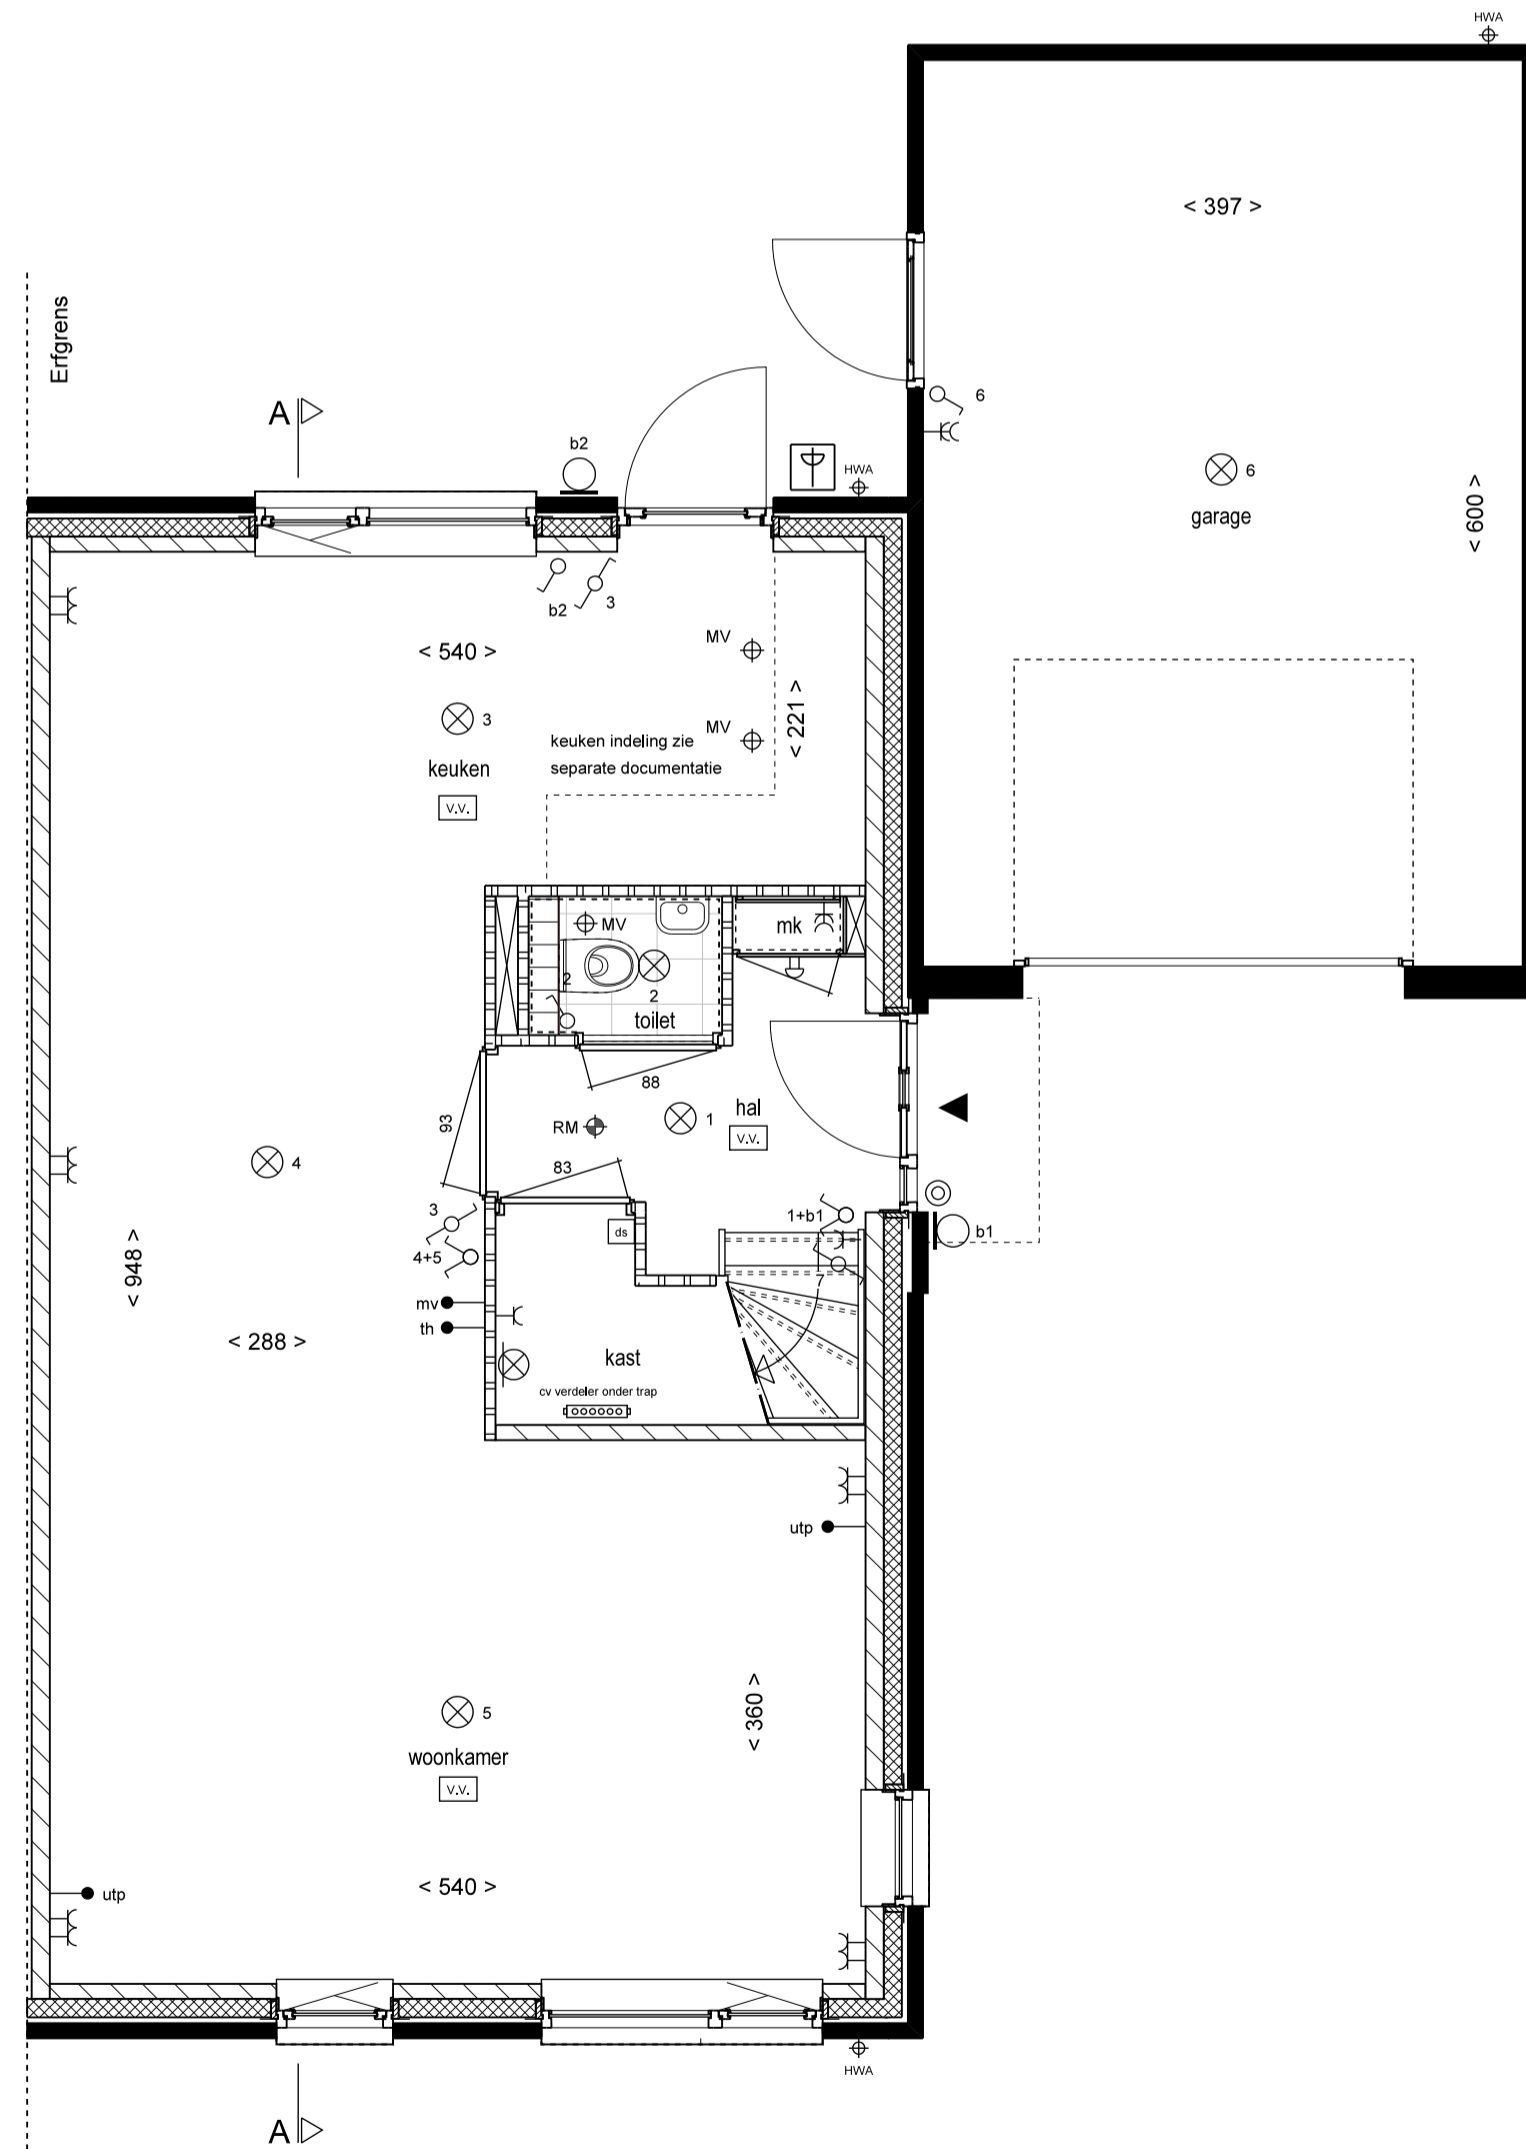 HWA
< 397 >
Erfgrens
6
A
b2
HWA
6
garage
< 600 >
b2
3
< 540 >
MV
3
< 221 >
MV
keuken indeling zie
separate documentatie
keuken
v.v.
MV
mk
2
2
toilet
88
hal
1
v.v.
RM
93
83
4
3
1+b1
4+5
ds
b1
< 948 >
mv
th
< 288 >
kast
cv verdeler onder trap
utp
< 360 >
5
woonkamer
v.v.
< 540 >
utp
HWA
A